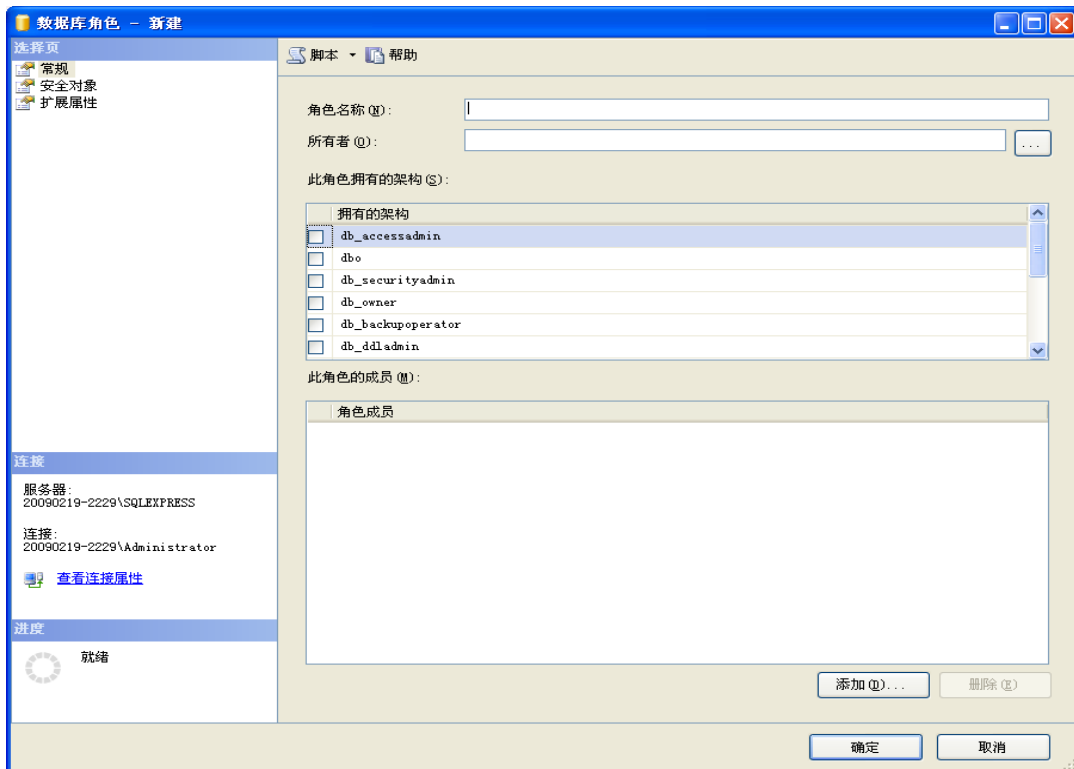 数据库角色 - 新建
选择页
常规
安全对象
扩展属性
连接
服务器:
20090219-2229\SQLEXPRESS
连接:
20090219-2229\Administrator
查看连接属性
进度
就绪
脚本 帮助
角色名称(N):
所有者(O):
...
此角色拥有的架构(S):
拥有的架构
db_accessadmin
dbo
db_securityadmin
db_owner
db_backupoperator
db_ddladmin
此角色的成员(M):
角色成员
添加(D)...
删除(E)
确定
取消